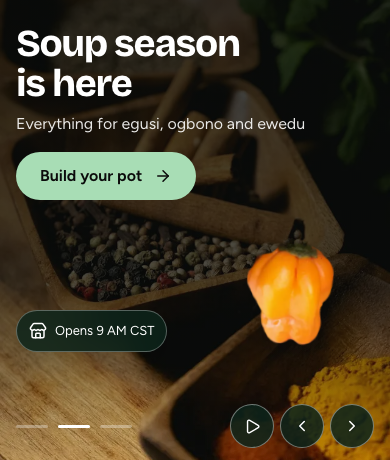 Soup season
is here
Everything for egusi, ogbono and ewedu
Build your pot
Opens 9 AM CST